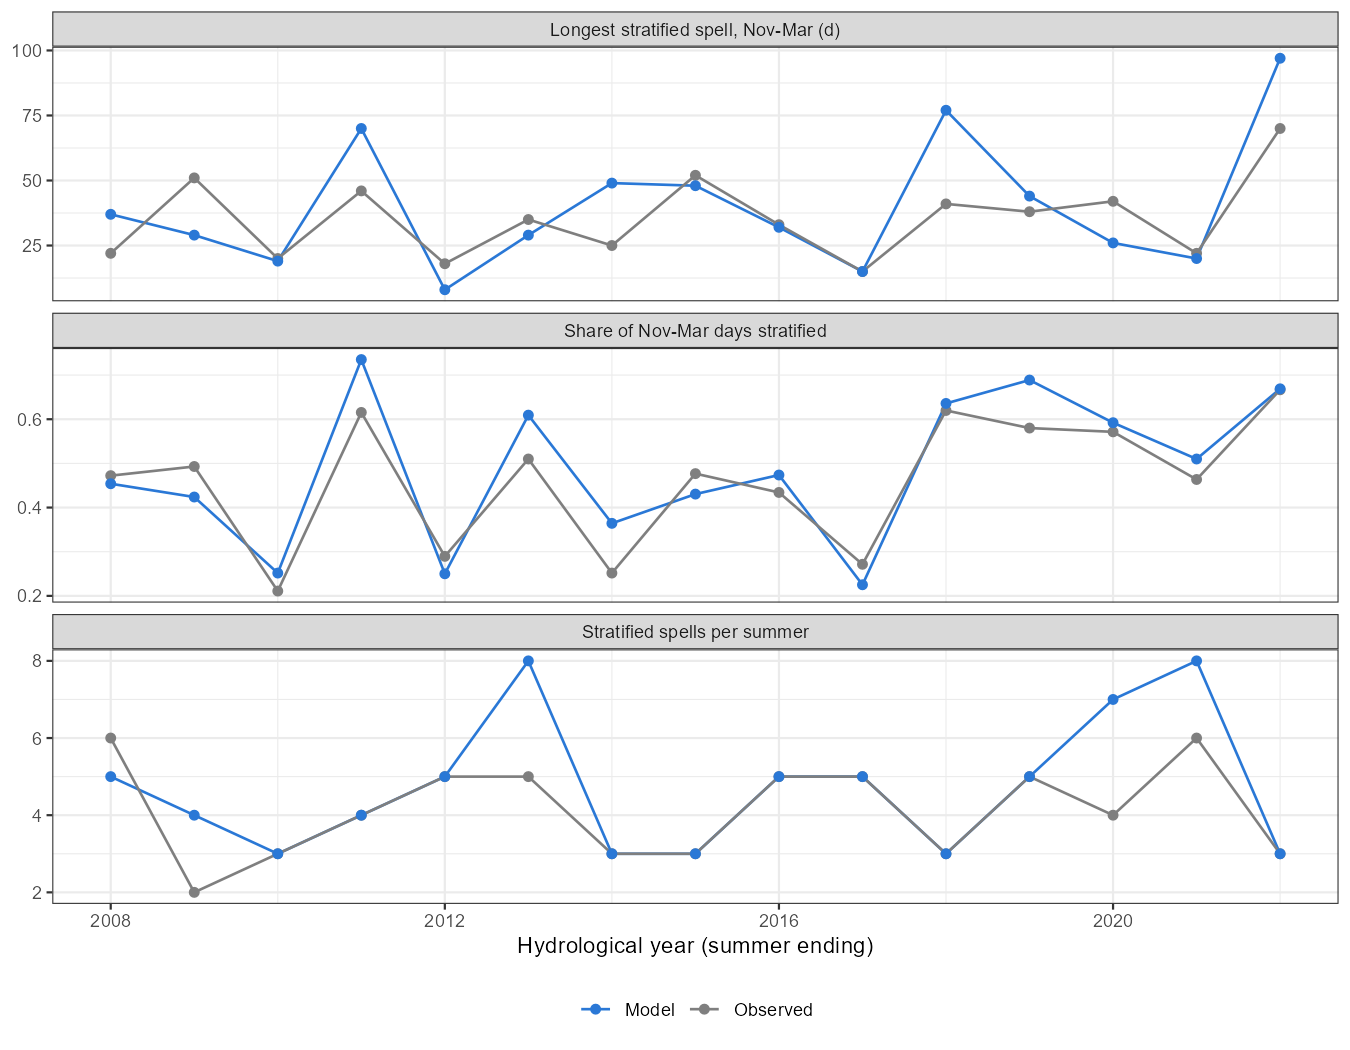 Longest stratified spell, Nov-Mar (d)
100
75
50
25
Share of Nov-Mar days stratified
0.6
0.4
0.2
Stratified spells per summer
8
6
4
2
2008 2012 2016 2020
Hydrological year (summer ending)
Model Observed